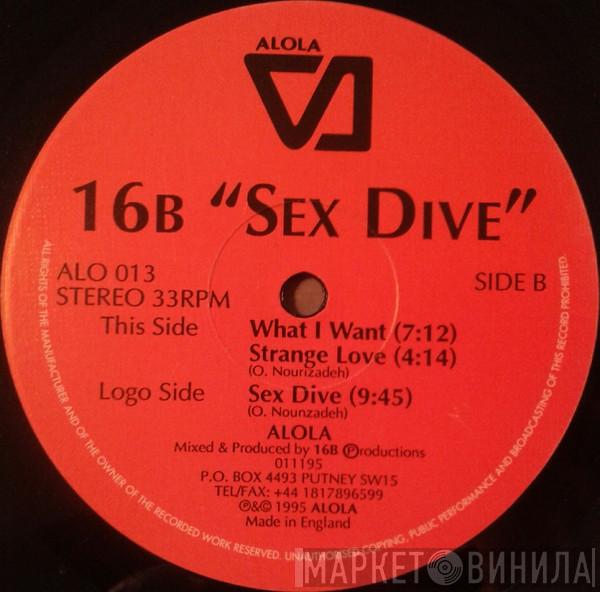 ALOLA
16B "SEX DIVE"
ALO 013
STEREO 33RPM
SIDE B
This Side
What I Want (7:12)
Strange Love (4:14)
(O. Nourizadeh)
Logo Side
Sex Dive (9:45)
(O. Nounzadeh)
ALOLA
Mixed & Produced by 16B Ⓟroductions
011195
P.O. BOX 4493 PUTNEY SW15
TEL/FAX: +44 1817896599
℗&© 1995 ALOLA
Made in England
ALL RIGHTS OF THE MANUFACTURER AND OF THE OWNER OF THE RECORDED WORK RESERVED. UNAUTHORISED COPYING, PUBLIC PERFORMANCE AND BROADCASTING OF THIS RECORD PROHIBITED.
МАРКЕТ ВИНИЛА